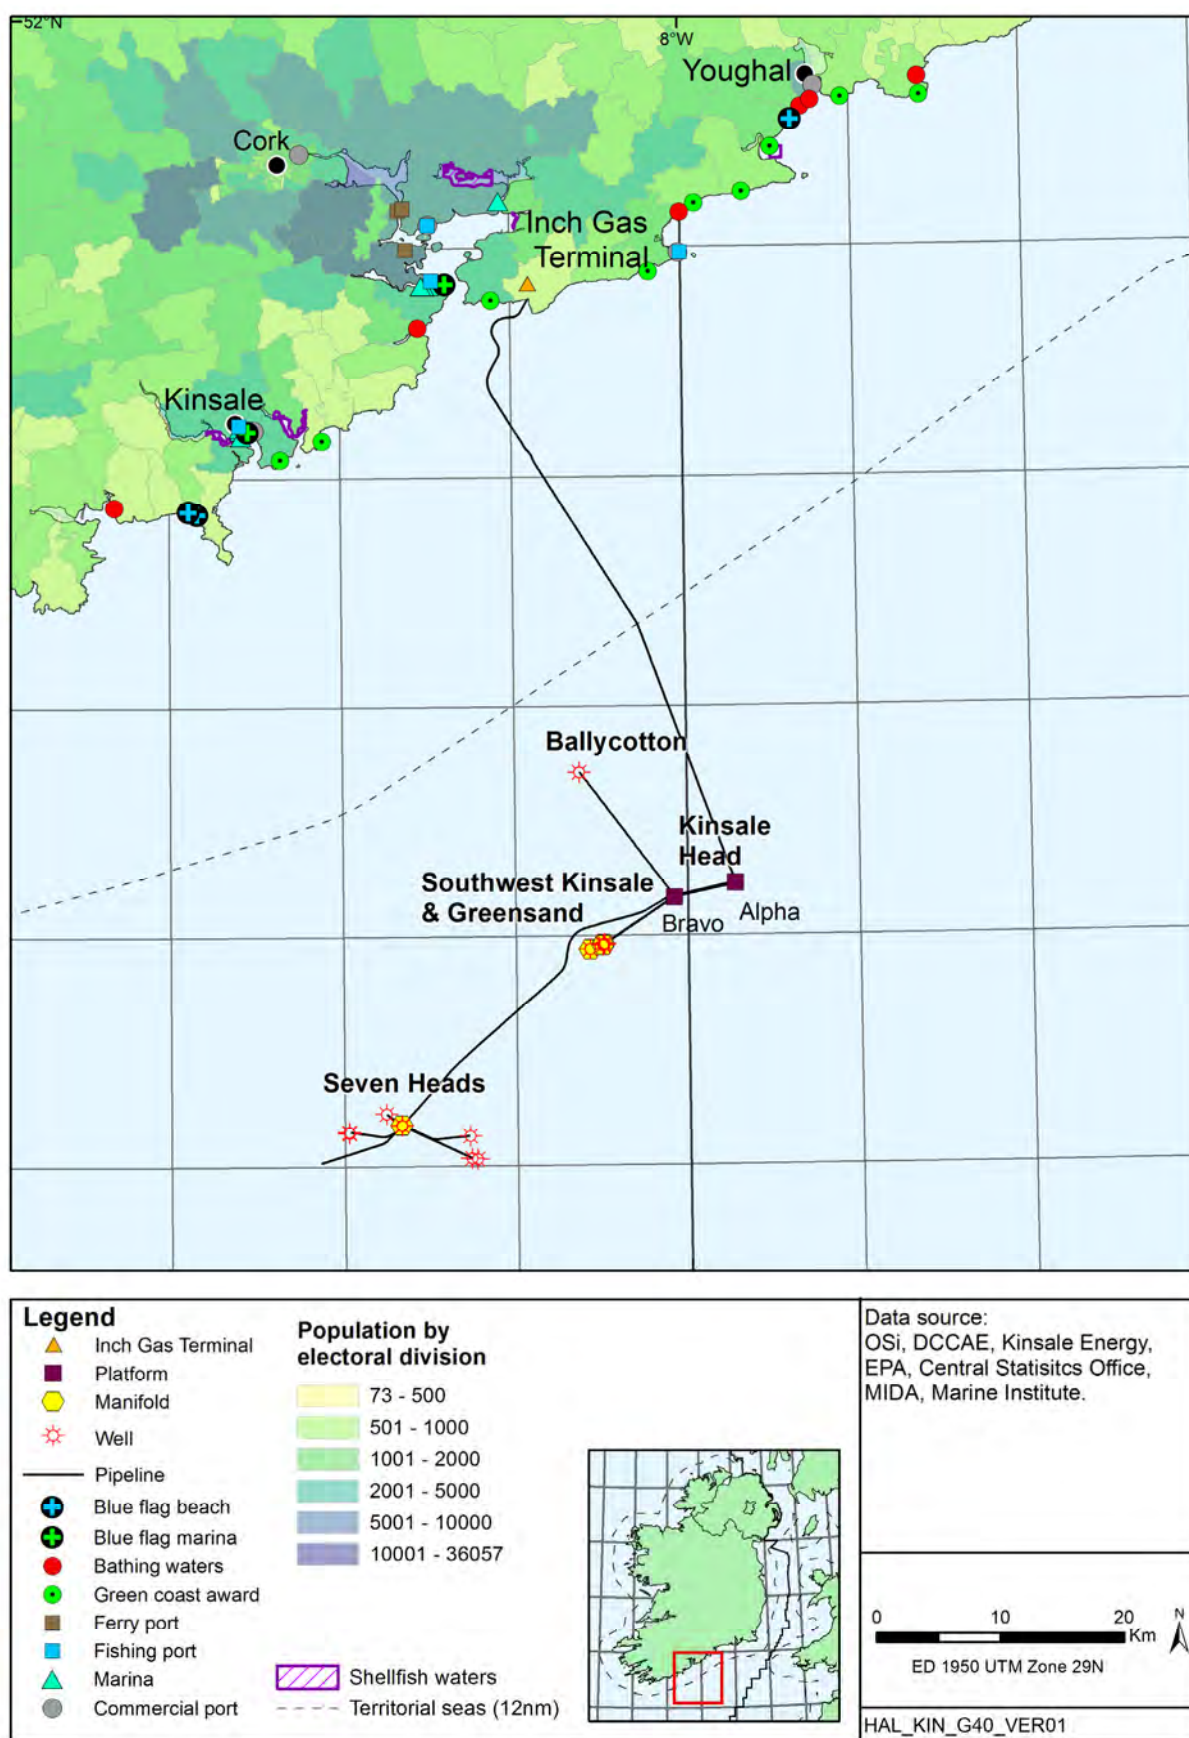 52°N
8°W
Youghal
Cork
Inch Gas
Terminal
Kinsale
Ballycotton
Kinsale
Head
Southwest Kinsale
& Greensand
Bravo
Alpha
Seven Heads
Legend
Inch Gas Terminal
Platform
Manifold
Well
Pipeline
Blue flag beach
Blue flag marina
Bathing waters
Green coast award
Ferry port
Fishing port
Marina
Commercial port
Population by
electoral division
73 - 500
501 - 1000
1001 - 2000
2001 - 5000
5001 - 10000
10001 - 36057
Shellfish waters
Territorial seas (12nm)
Data source:
OSi, DCCAE, Kinsale Energy,
EPA, Central Statisitcs Office,
MIDA, Marine Institute.
0 10 20
Km
N
ED 1950 UTM Zone 29N
HAL_KIN_G40_VER01